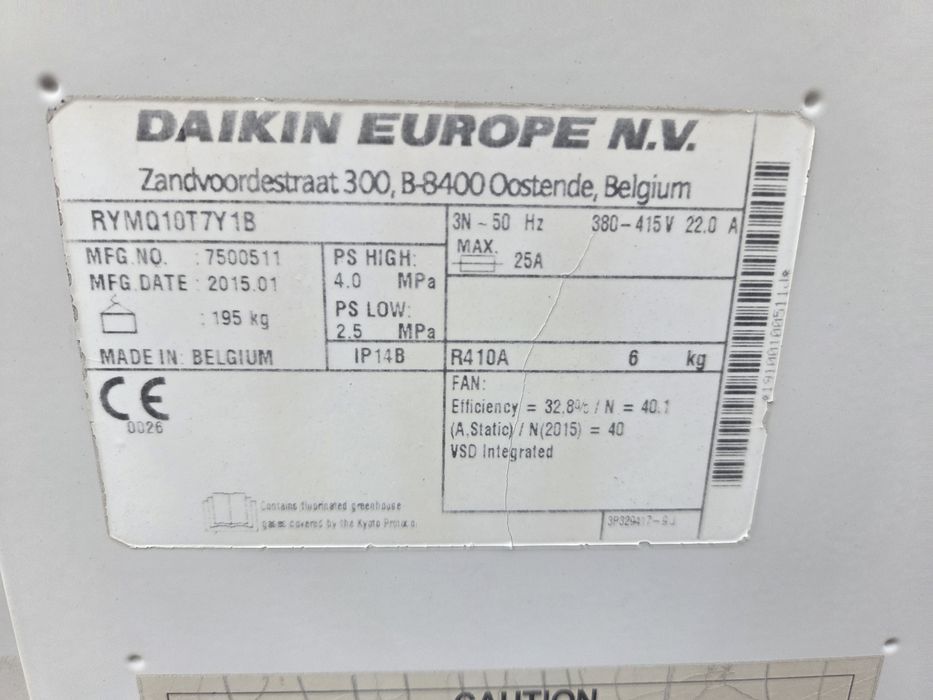 DAIKIN EUROPE N.V.
Zandvoordestraat 300, B-8400 Oostende, Belgium
RYMQ10T7Y1B
3N ~ 50 Hz 380-415V 22.0 A
MAX. 25A
MFG.NO. : 7500511
MFG.DATE : 2015.01
: 195 kg
PS HIGH:
4.0 MPa
PS LOW:
2.5 MPa
MADE IN: BELGIUM
IP14B
R410A 6 kg
CE
0026
FAN:
Efficiency = 32.8% / N = 40.1
(A.Static) / N(2015) = 40
VSD Integrated
Contains fluorinated greenhouse
gases covered by the Kyoto Protocol
CAUTION